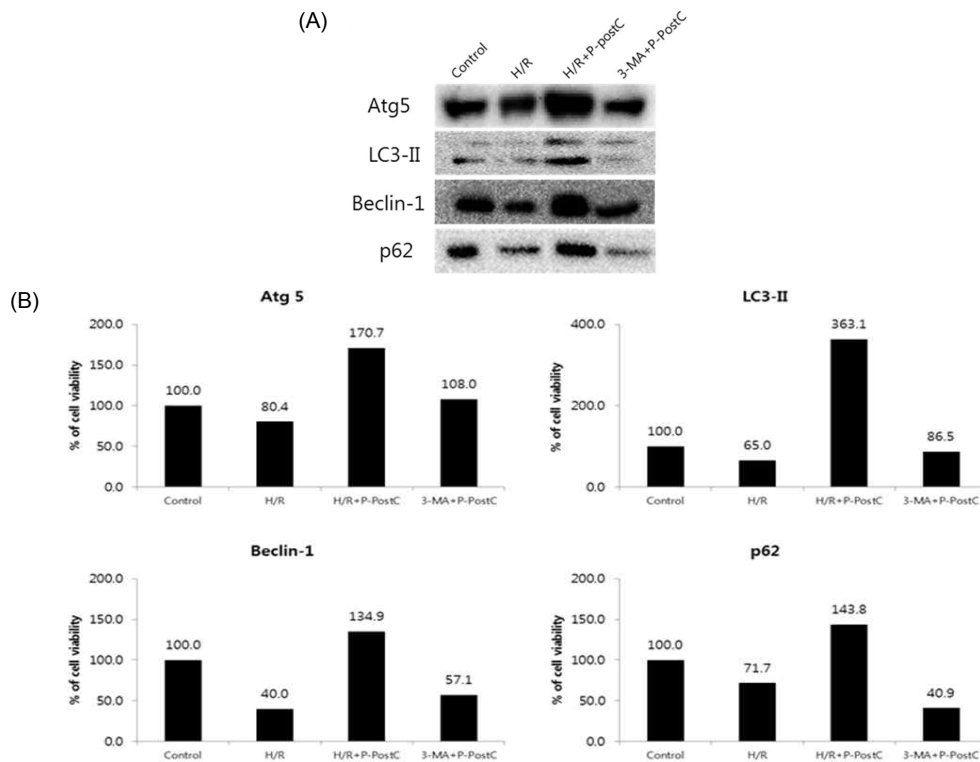 (A)
Control
H/R
H/R+P-postC
3-MA+P-PostC
Atg5
LC3-II
Beclin-1
p62
(B)
Atg 5
% of cell viability
200.0
150.0
100.0
50.0
0.0
100.0
80.4
170.7
108.0
Control H/R H/R+P-PostC 3-MA+P-PostC
LC3-II
% of cell viability
400.0
200.0
0.0
100.0
65.0
363.1
86.5
Control H/R H/R+P-PostC 3-MA+P-PostC
Beclin-1
% of cell viability
200.0
150.0
100.0
50.0
0.0
100.0
40.0
134.9
57.1
Control H/R H/R+P-PostC 3-MA+P-PostC
p62
% of cell viability
200.0
150.0
100.0
50.0
0.0
100.0
71.7
143.8
40.9
Control H/R H/R+P-PostC 3-MA+P-PostC